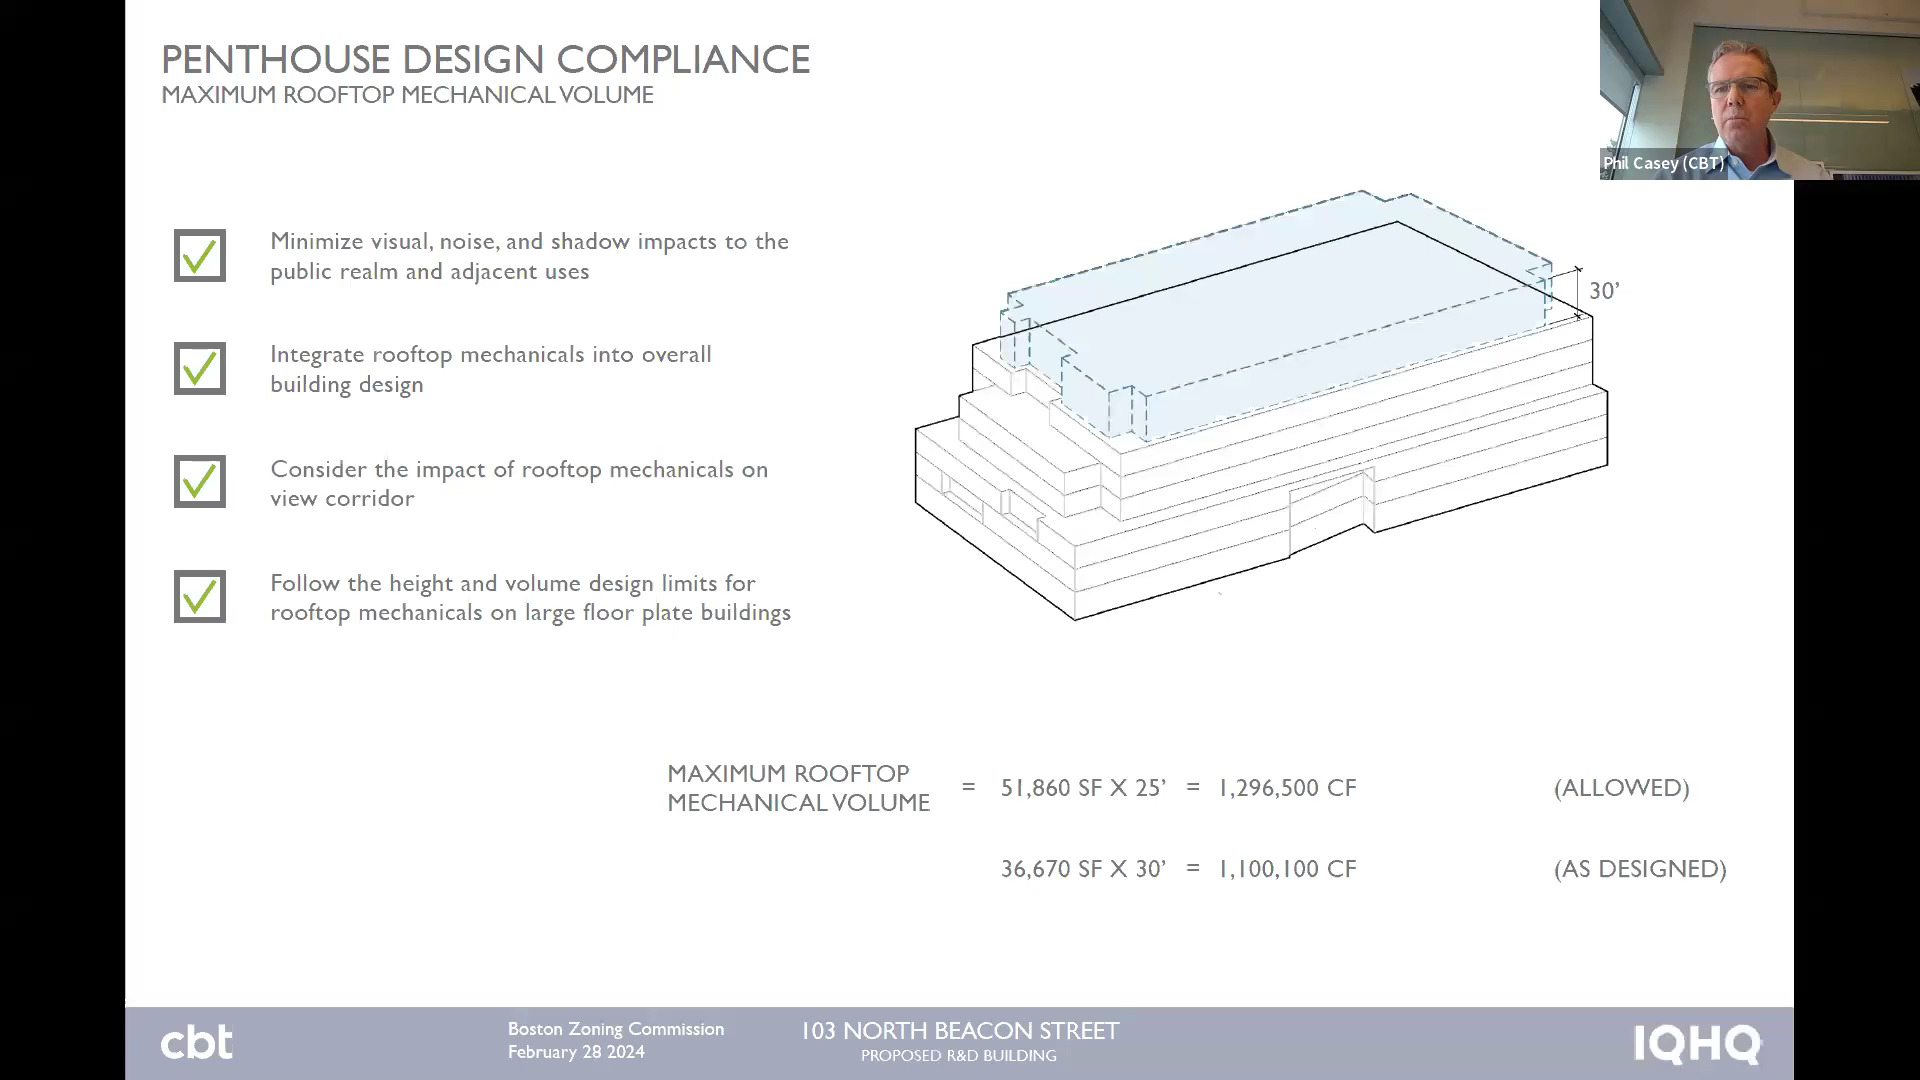 PENTHOUSE DESIGN COMPLIANCE
MAXIMUM ROOFTOP MECHANICAL VOLUME
Phil Casey (CBT)
Minimize visual, noise, and shadow impacts to the
public realm and adjacent uses
Integrate rooftop mechanicals into overall
building design
Consider the impact of rooftop mechanicals on
view corridor
Follow the height and volume design limits for
rooftop mechanicals on large floor plate buildings
30’
MAXIMUM ROOFTOP
MECHANICAL VOLUME
= 51,860 SF X 25’ = 1,296,500 CF (ALLOWED)
36,670 SF X 30’ = 1,100,100 CF (AS DESIGNED)
cbt
Boston Zoning Commission
February 28 2024
103 NORTH BEACON STREET
PROPOSED R&D BUILDING
IQHQ